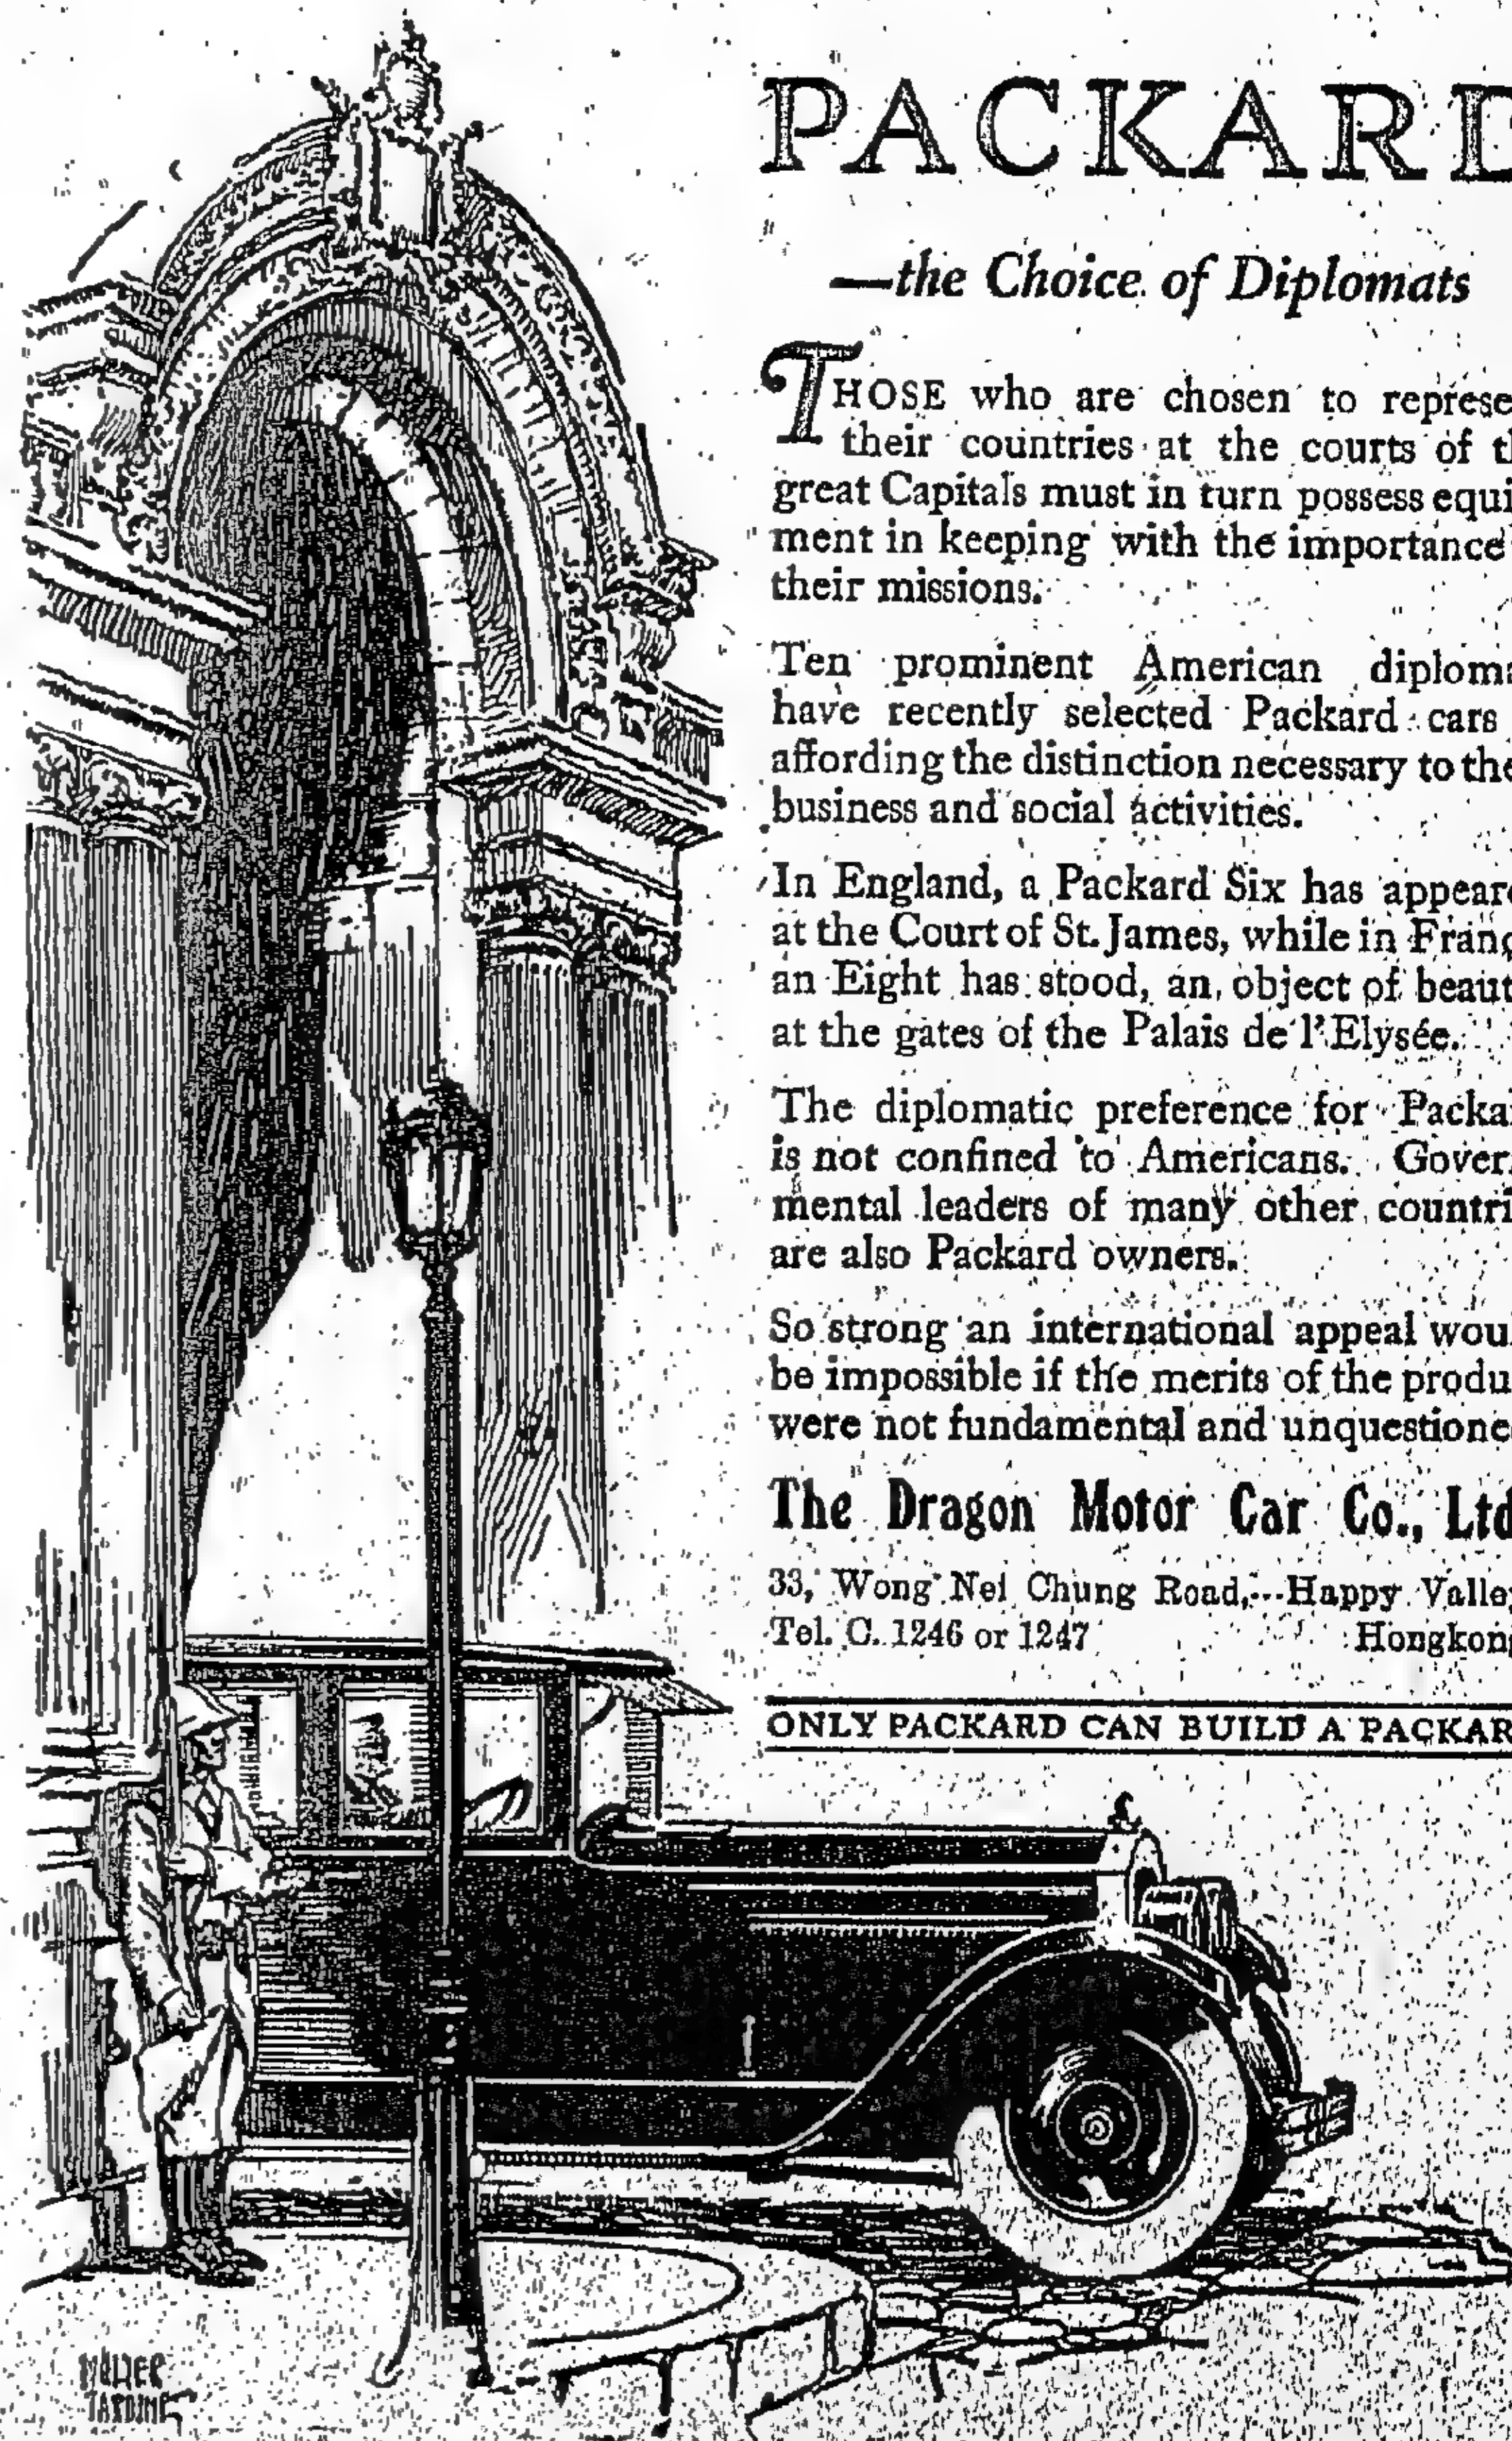 PACKARD
—the Choice of Diplomats
THOSE who are chosen to represe
their countries at the courts of t
great Capitals must in turn possess equi
ment in keeping with the importance
their missions.
Ten prominent American diploma
have recently selected Packard cars
affording the distinction necessary to the
business and social activities.
In England, a Packard Six has appeare
at the Court of St. James, while in Franc
an Eight has stood, an object of beaut
at the gates of the Palais de l'Elysée.
The diplomatic preference for Packa
is not confined to Americans. Govern
mental leaders of many other countri
are also Packard owners.
So strong an international appeal wou
be impossible if the merits of the produ
were not fundamental and unquestione
The Dragon Motor Car Co., Ltd
33, Wong Nei Chung Road,---Happy Valle
Tel. C. 1246 or 1247 Hongkong
ONLY PACKARD CAN BUILD A PACKAR